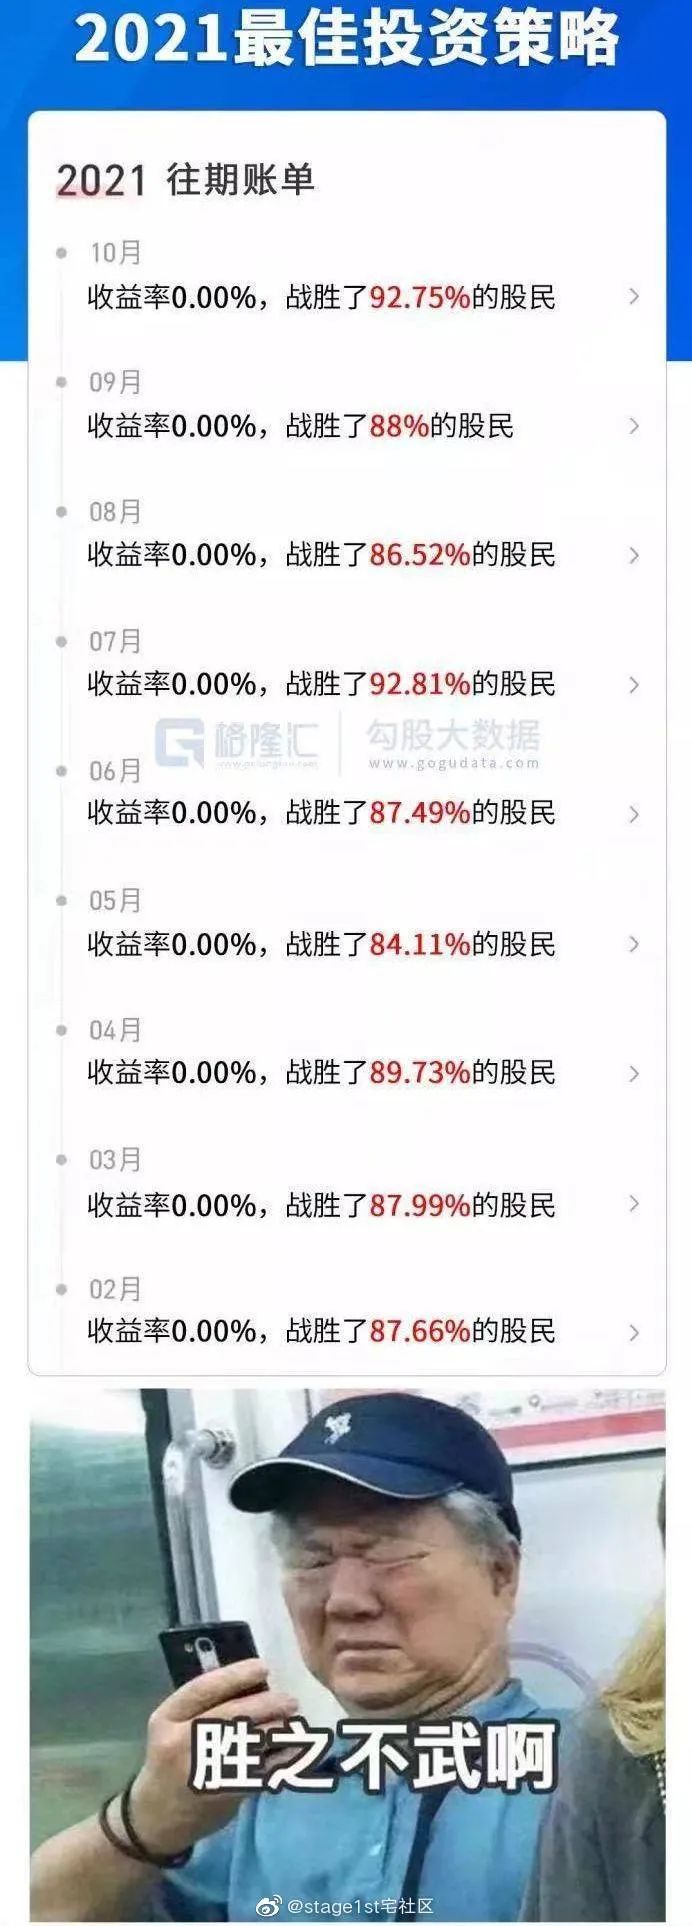 2021最佳投资策略
2021 往期账单
10月
收益率0.00%，战胜了92.75%的股民
09月
收益率0.00%，战胜了88%的股民
08月
收益率0.00%，战胜了86.52%的股民
07月
收益率0.00%，战胜了92.81%的股民
格隆汇 勾股大数据
www.gogudata.com
06月
收益率0.00%，战胜了87.49%的股民
05月
收益率0.00%，战胜了84.11%的股民
04月
收益率0.00%，战胜了89.73%的股民
03月
收益率0.00%，战胜了87.99%的股民
02月
收益率0.00%，战胜了87.66%的股民
胜之不武啊
@stage1st宅社区